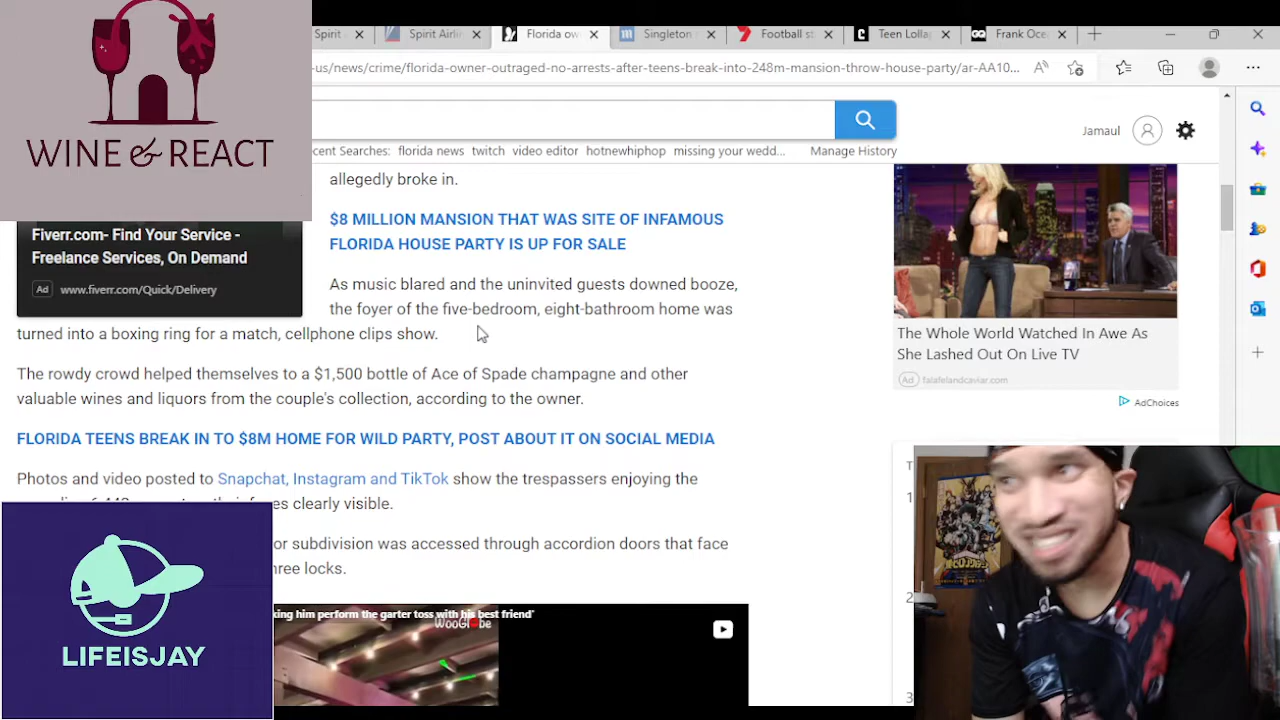 Spirit
Spirit Airli
Florida ow
Singleton
Football st
Teen Lolla
Frank Oce
us/news/crime/florida-owner-outraged-no-arrests-after-teens-break-into-248m-mansion-throw-house-party/ar-AA10...
WINE & REACT
Jamaul
cent Searches: florida news twitch video editor hotnewhiphop missing your wedd... Manage History
allegedly broke in.
$8 MILLION MANSION THAT WAS SITE OF INFAMOUS
FLORIDA HOUSE PARTY IS UP FOR SALE
Fiverr.com- Find Your Service -
Freelance Services, On Demand
Ad www.fiverr.com/Quick/Delivery
As music blared and the uninvited guests downed booze,
the foyer of the five-bedroom, eight-bathroom home was
turned into a boxing ring for a match, cellphone clips show.
The rowdy crowd helped themselves to a $1,500 bottle of Ace of Spade champagne and other
valuable wines and liquors from the couple's collection, according to the owner.
FLORIDA TEENS BREAK IN TO $8M HOME FOR WILD PARTY, POST ABOUT IT ON SOCIAL MEDIA
Photos and video posted to Snapchat, Instagram and TikTok show the trespassers enjoying the
es clearly visible.
or subdivision was accessed through accordion doors that face
hree locks.
king him perform the garter toss with his best friend"
WooGlobe
The Whole World Watched In Awe As
She Lashed Out On Live TV
Ad falafelandcaviar.com
AdChoices
T
1
2
3
LIFEISJAY